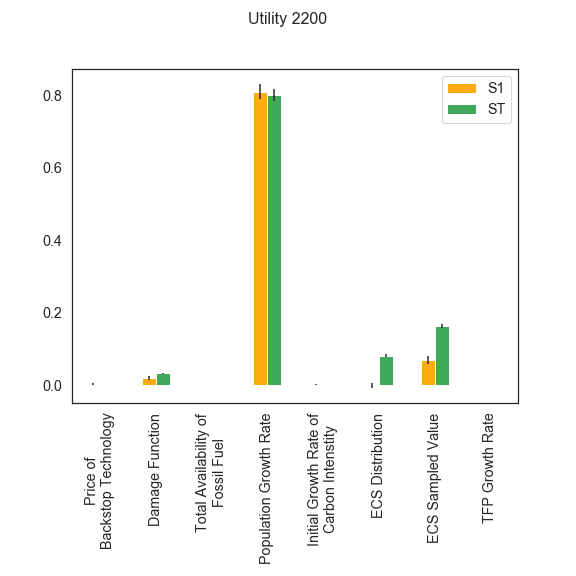 Utility 2200
S1
ST
0.8
0.6
0.4
0.2
0.0
Price of
Backstop Technology
Damage Function
Total Availability of
Fossil Fuel
Population Growth Rate
Initial Growth Rate of
Carbon Intenstity
ECS Distribution
ECS Sampled Value
TFP Growth Rate